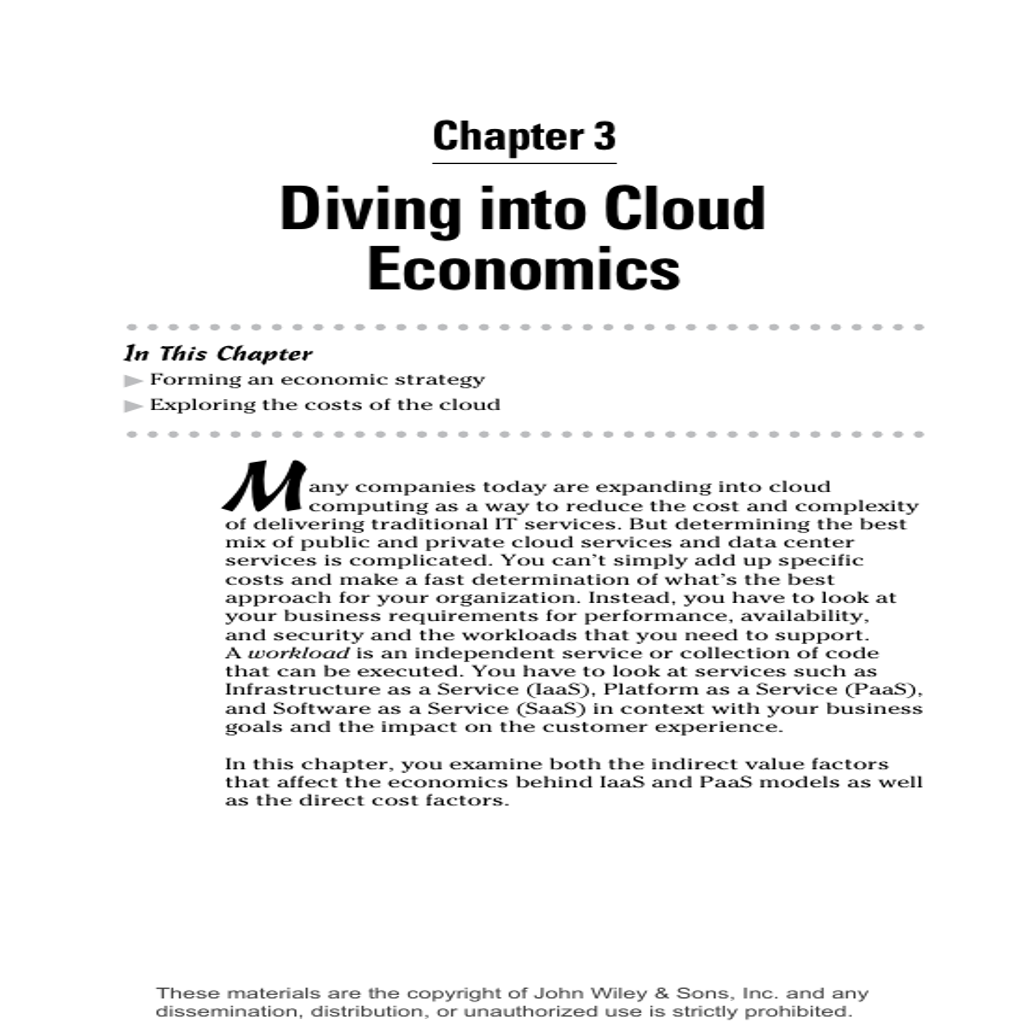 Chapter 3
Diving into Cloud
Economics
In This Chapter
► Forming an economic strategy
► Exploring the costs of the cloud
Many companies today are expanding into cloud
computing as a way to reduce the cost and complexity
of delivering traditional IT services. But determining the best
mix of public and private cloud services and data center
services is complicated. You can’t simply add up specific
costs and make a fast determination of what’s the best
approach for your organization. Instead, you have to look at
your business requirements for performance, availability,
and security and the workloads that you need to support.
A workload is an independent service or collection of code
that can be executed. You have to look at services such as
Infrastructure as a Service (IaaS), Platform as a Service (PaaS),
and Software as a Service (SaaS) in context with your business
goals and the impact on the customer experience.
In this chapter, you examine both the indirect value factors
that affect the economics behind IaaS and PaaS models as well
as the direct cost factors.
These materials are the copyright of John Wiley & Sons, Inc. and any
dissemination, distribution, or unauthorized use is strictly prohibited.